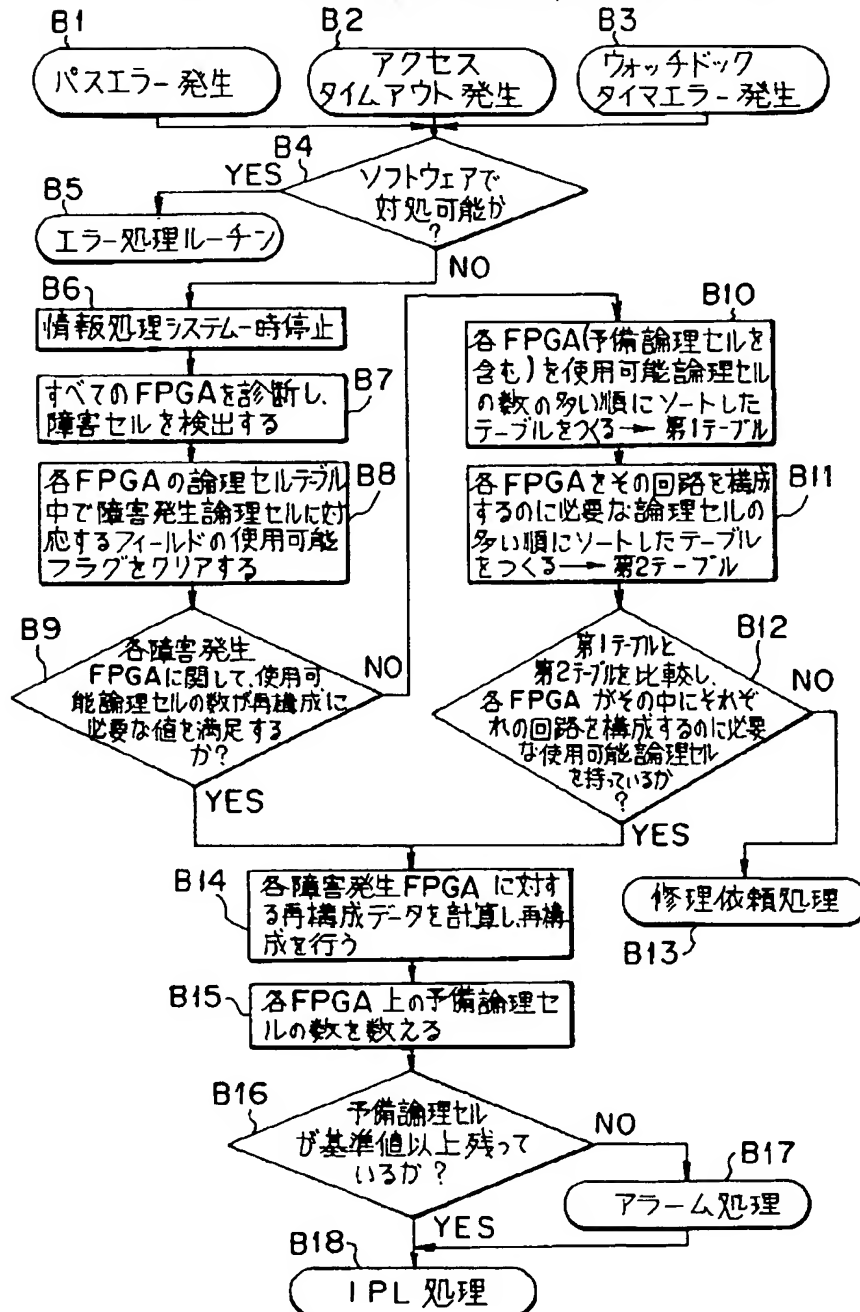 B1
パスエラー発生
B2
アクセス
タイムアウト発生
B3
ウォッチドック
タイマエラー発生
B4
ソフトウェアで
対処可能か
?
YES
NO
B5
エラー処理ルーチン
B6
情報処理システム一時停止
B7
すべてのFPGAを診断し、
障害セルを検出する
B8
各FPGAの論理セルテーブル
中で障害発生論理セルに対
応するフィールドの使用可能
フラグをクリアする
B9
各障害発生
FPGAに関して、使用可
能論理セルの数が再構成に
必要な値を満足する
か?
NO
YES
B10
各FPGA(予備論理セルを
含む)を使用可能論理セル
の数の多い順にソートした
テーブルをつくる→第1テーブル
B11
各FPGAをその回路を構成
するのに必要な論理セルの
多い順にソートしたテーブル
をつくる→第2テーブル
B12
第1テーブルと
第2テーブルを比較し、
各FPGAがその中にそれぞ
れの回路を構成するのに必要
な使用可能論理セル
を持っているか
?
NO
YES
修理依頼処理
B13
B14
各障害発生FPGAに対
する再構成データを計算し、再構
成を行う
B15
各FPGA上の予備論理セ
ルの数を数える
B16
予備論理セル
が基準値以上残って
いるか?
NO
YES
B17
アラーム処理
B18
IPL処理